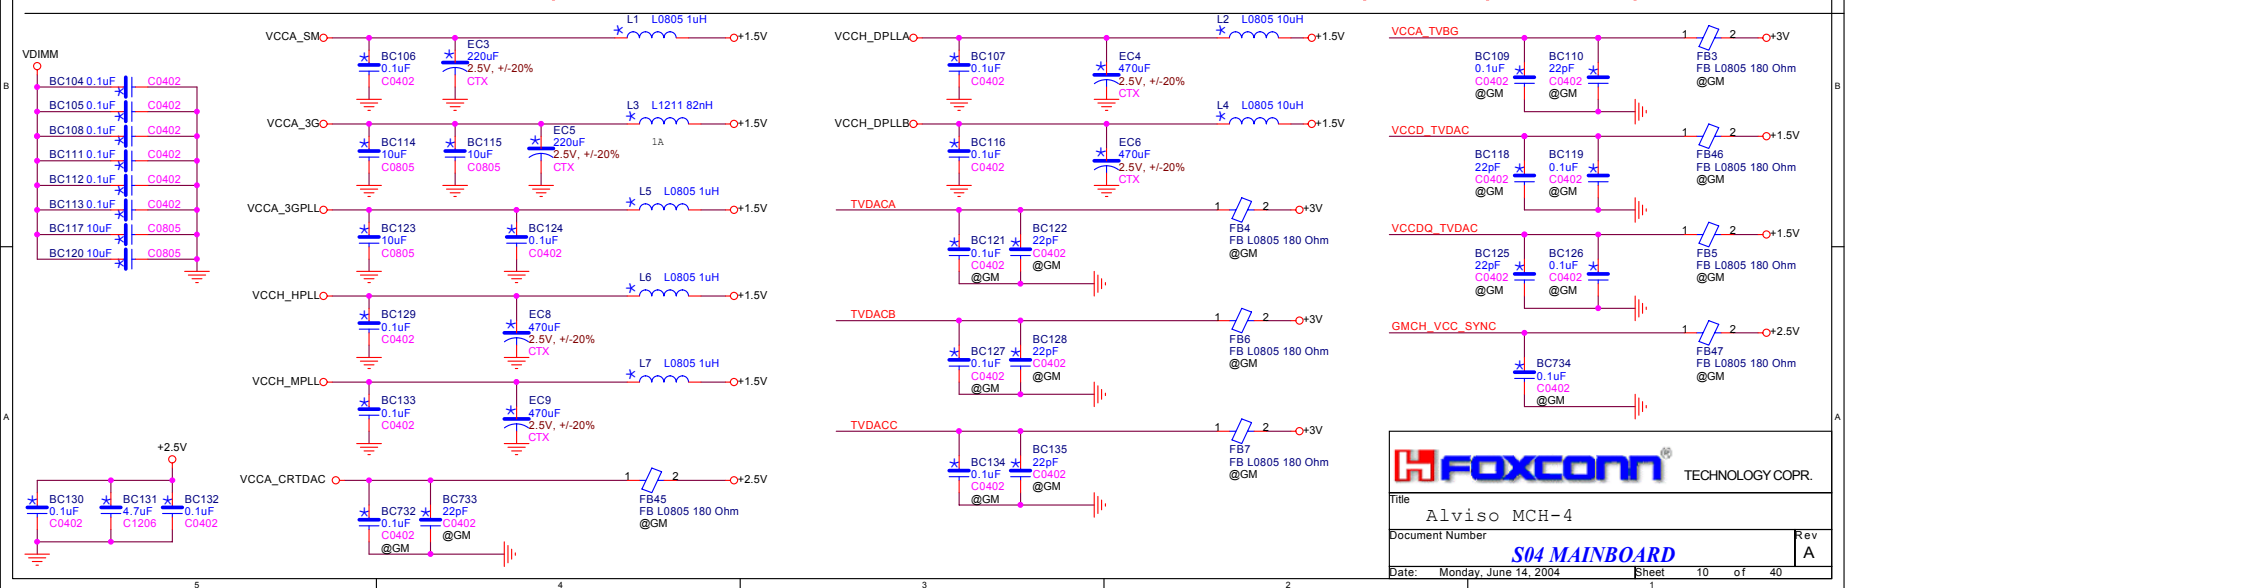 VDIMM
BC104 0.1uF C0402
BC105 0.1uF C0402
BC108 0.1uF C0402
BC111 0.1uF C0402
BC112 0.1uF C0402
BC113 0.1uF C0402
BC117 10uF C0805
BC120 10uF C0805
+2.5V
BC130
0.1uF
C0402
BC131
4.7uF
C1206
BC132
0.1uF
C0402
VCCA_SM
BC106
0.1uF
C0402
EC3
220uF
2.5V, +/-20%
CTX
L1 L0805 1uH
+1.5V
VCCA_3G
BC114
10uF
C0805
BC115
10uF
C0805
EC5
220uF
2.5V, +/-20%
CTX
L3 L1211 82nH
1A
+1.5V
VCCA_3GPLL
BC123
10uF
C0805
BC124
0.1uF
C0402
L5 L0805 1uH
+1.5V
VCCH_HPLL
BC129
0.1uF
C0402
EC8
470uF
2.5V, +/-20%
CTX
L6 L0805 1uH
+1.5V
VCCH_MPLL
BC133
0.1uF
C0402
EC9
470uF
2.5V, +/-20%
CTX
L7 L0805 1uH
+1.5V
VCCA_CRTDAC
BC732
0.1uF
C0402
@GM
BC733
22pF
C0402
@GM
1 2
FB45
FB L0805 180 Ohm
@GM
+2.5V
VCCH_DPLLA
BC107
0.1uF
C0402
EC4
470uF
2.5V, +/-20%
CTX
L2 L0805 10uH
+1.5V
VCCH_DPLLB
BC116
0.1uF
C0402
EC6
470uF
2.5V, +/-20%
CTX
L4 L0805 10uH
+1.5V
TVDACA
BC121
0.1uF
C0402
@GM
BC122
22pF
C0402
@GM
1 2
FB4
FB L0805 180 Ohm
@GM
+3V
TVDACB
BC127
0.1uF
C0402
@GM
BC128
22pF
C0402
@GM
1 2
FB6
FB L0805 180 Ohm
@GM
+3V
TVDACC
BC134
0.1uF
C0402
@GM
BC135
22pF
C0402
@GM
1 2
FB7
FB L0805 180 Ohm
@GM
+3V
VCCA_TVBG
BC109
0.1uF
C0402
@GM
BC110
22pF
C0402
@GM
1 2
FB3
FB L0805 180 Ohm
@GM
+3V
VCCD_TVDAC
BC118
22pF
C0402
@GM
BC119
0.1uF
C0402
@GM
1 2
FB46
FB L0805 180 Ohm
@GM
+1.5V
VCCDQ_TVDAC
BC125
22pF
C0402
@GM
BC126
0.1uF
C0402
@GM
1 2
FB5
FB L0805 180 Ohm
@GM
+1.5V
GMCH_VCC_SYNC
BC734
0.1uF
C0402
@GM
1 2
FB47
FB L0805 180 Ohm
@GM
+2.5V
FOXCONN ® TECHNOLOGY COPR.
Title
Alviso MCH-4
Document Number
S04 MAINBOARD
Rev
A
Date: Monday, June 14, 2004 Sheet 10 of 40
B B
A A
5 4 3 2 1